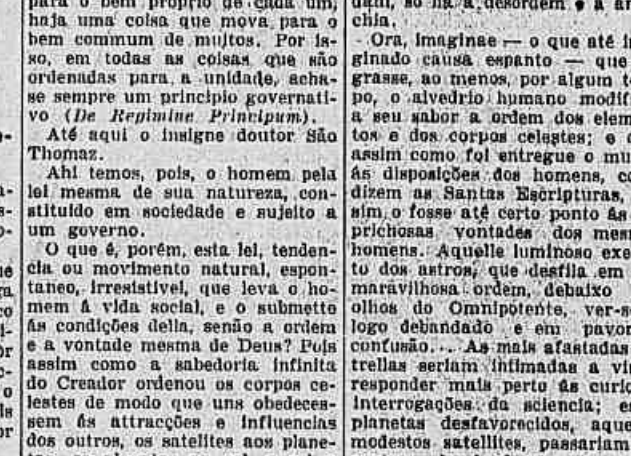 para o bem proprio de cada um,
haja uma coisa que mova para o
bem commum de muitos. Por is-
so, em todas as coisas que são
ordenadas para a unidade, acha-
se sempre um principio governati-
vo (De Regimine Principum).
Até aqui o insigne doutor São
Thomaz.
Ahi temos, pois, o homem pela
lei mesma de sua natureza, con-
stituido em sociedade e sujeito a
um governo.
O que é, porém, esta lei, tenden-
cia ou movimento natural, espon-
taneo, irresistivel, que leva o ho-
mem á vida social, e o submette
ás condições della, senão a ordem
e a vontade mesma de Deus? Pois
assim como a sabedoria infinita
do Creador ordenou os corpos ce-
lestes de modo que uns obedeces-
sem ás attracções e influencias
dos outros, os satelites aos plane-
só ha a desordem e a
chia.
Ora, imaginae — o que até
ginado causa espanto — que
grasse, ao menos, por algum
po, o alvedrio humano modif
a seu sabor a ordem dos elem
tos e dos corpos celestes; e
assim como foi entregue o mu
ás disposições dos homens, co
dizem as Santas Escripturas,
sim, o fosse até certo ponto ás
prichosas vontades dos mes
homens. Aquelle luminoso exe
to dos astros, que desfila em
maravilhosa ordem, debaixo
olhos do Omnipotente, ver-s
logo debandado e em pavor
confusão... As mais afastadas
trellas seriam intimadas a vi
responder mais perto ás curio
interrogações da sciencia; es
planetas desfavorecidos, aque
modestos satellites, passariam